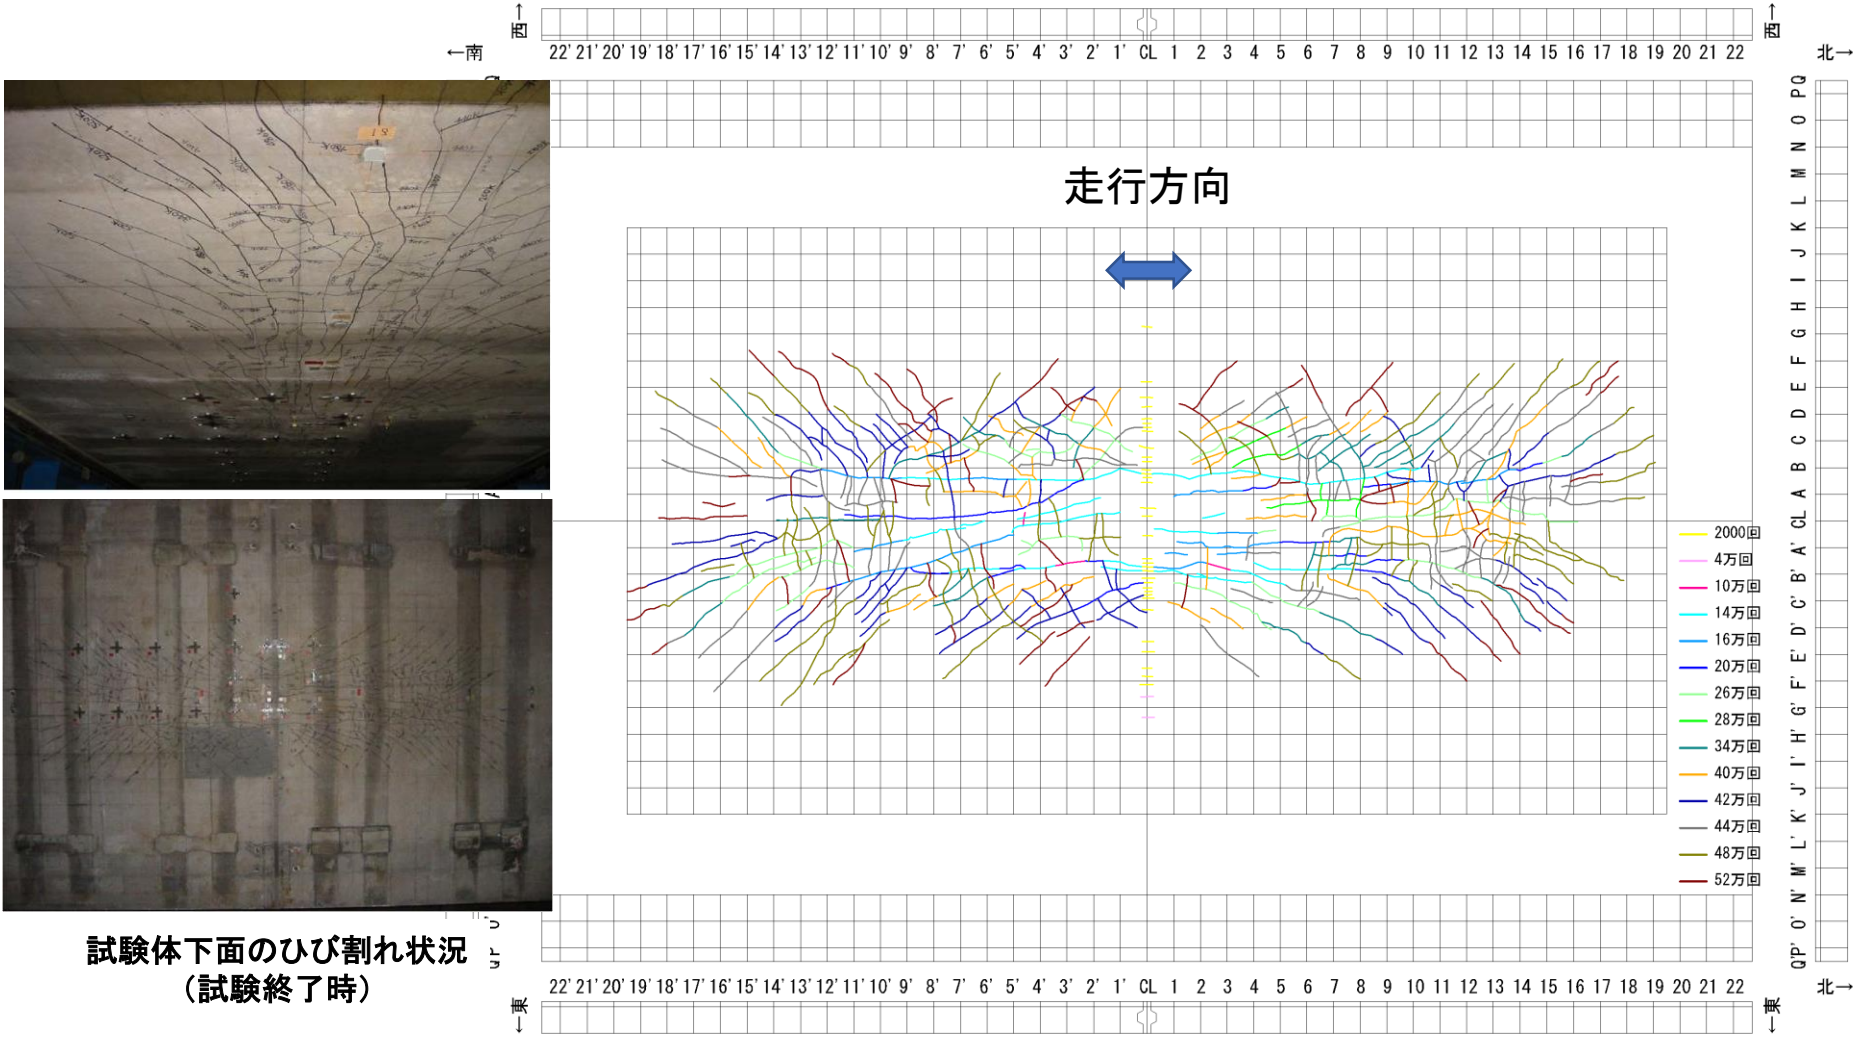 西→
西→
←南
22' 21' 20' 19' 18' 17' 16' 15' 14' 13' 12' 11' 10' 9' 8' 7' 6' 5' 4' 3' 2' 1' CL 1 2 3 4 5 6 7 8 9 10 11 12 13 14 15 16 17 18 19 20 21 22
北→
走行方向
Q
P
O
N
M
L
K
J
I
H
G
F
E
D
C
B
A
CL
A'
B'
C'
D'
E'
F'
G'
H'
I'
J'
K'
L'
M'
N'
O'
P'
Q'
2000回
4万回
10万回
14万回
16万回
20万回
26万回
28万回
34万回
40万回
42万回
44万回
48万回
52万回
試験体下面のひび割れ状況
(試験終了時)
22' 21' 20' 19' 18' 17' 16' 15' 14' 13' 12' 11' 10' 9' 8' 7' 6' 5' 4' 3' 2' 1' CL 1 2 3 4 5 6 7 8 9 10 11 12 13 14 15 16 17 18 19 20 21 22
北→
←東
←東